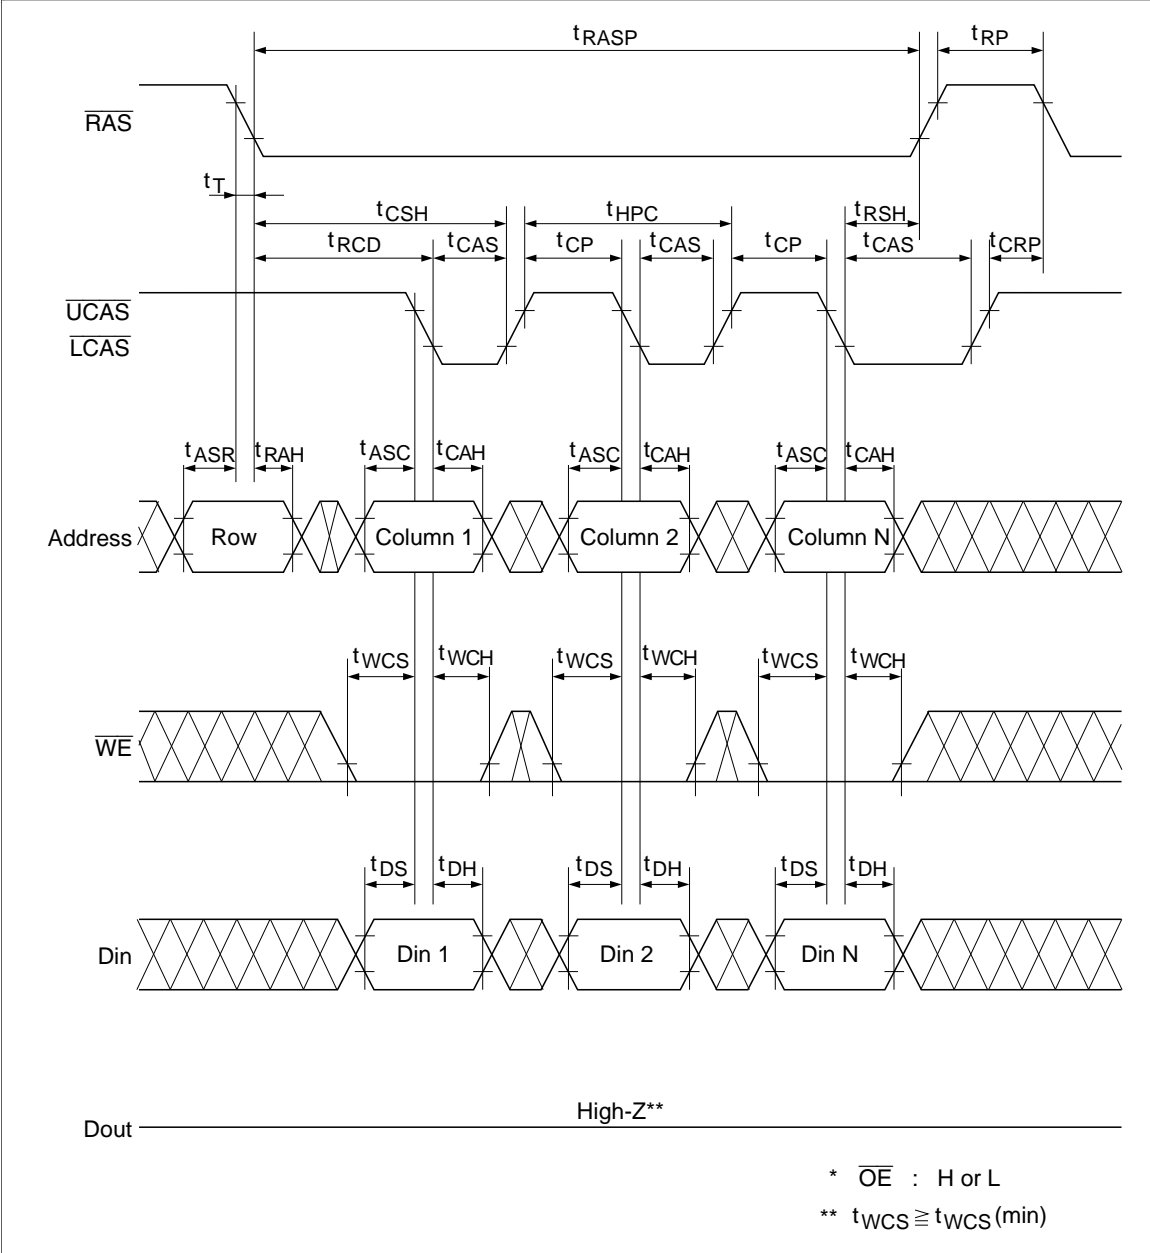 tRASP tRP
RAS
tT
tCSH tHPC tRSH
tRCD tCAS tCP tCAS tCP tCAS tCRP
UCAS
LCAS
tASR tRAH tASC tCAH tASC tCAH tASC tCAH
Address Row Column 1 Column 2 Column N
tWCS tWCH tWCS tWCH tWCS tWCH
WE
tDS tDH tDS tDH tDS tDH
Din Din 1 Din 2 Din N
High-Z**
Dout
* OE : H or L
** tWCS ≧ tWCS(min)